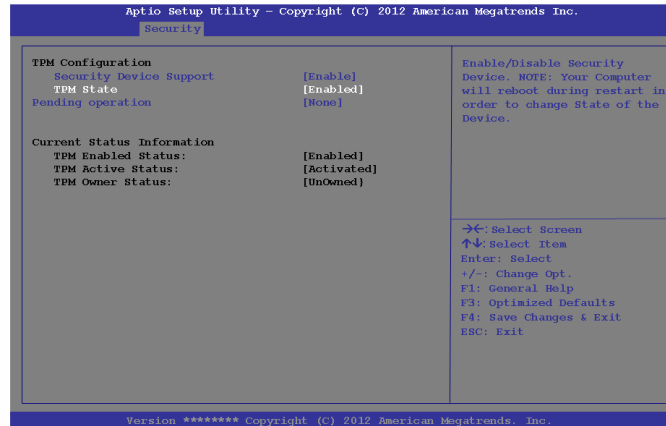 Aptio Setup Utility – Copyright (C) 2012 American Megatrends Inc.
Security
TPM Configuration
Security Device Support [Enable]
TPM State [Enabled]
Pending operation [None]
Current Status Information
TPM Enabled Status: [Enabled]
TPM Active Status: [Activated]
TPM Owner Status: [UnOwned}
Enable/Disable Security
Device. NOTE: Your Computer
will reboot during restart in
order to change State of the
Device.
→←: Select Screen
↑↓: Select Item
Enter: Select
+/-: Change Opt.
F1: General Help
F3: Optimized Defaults
F4: Save Changes & Exit
ESC: Exit
Version ******** Copyright (C) 2012 American Megatrends. Inc.